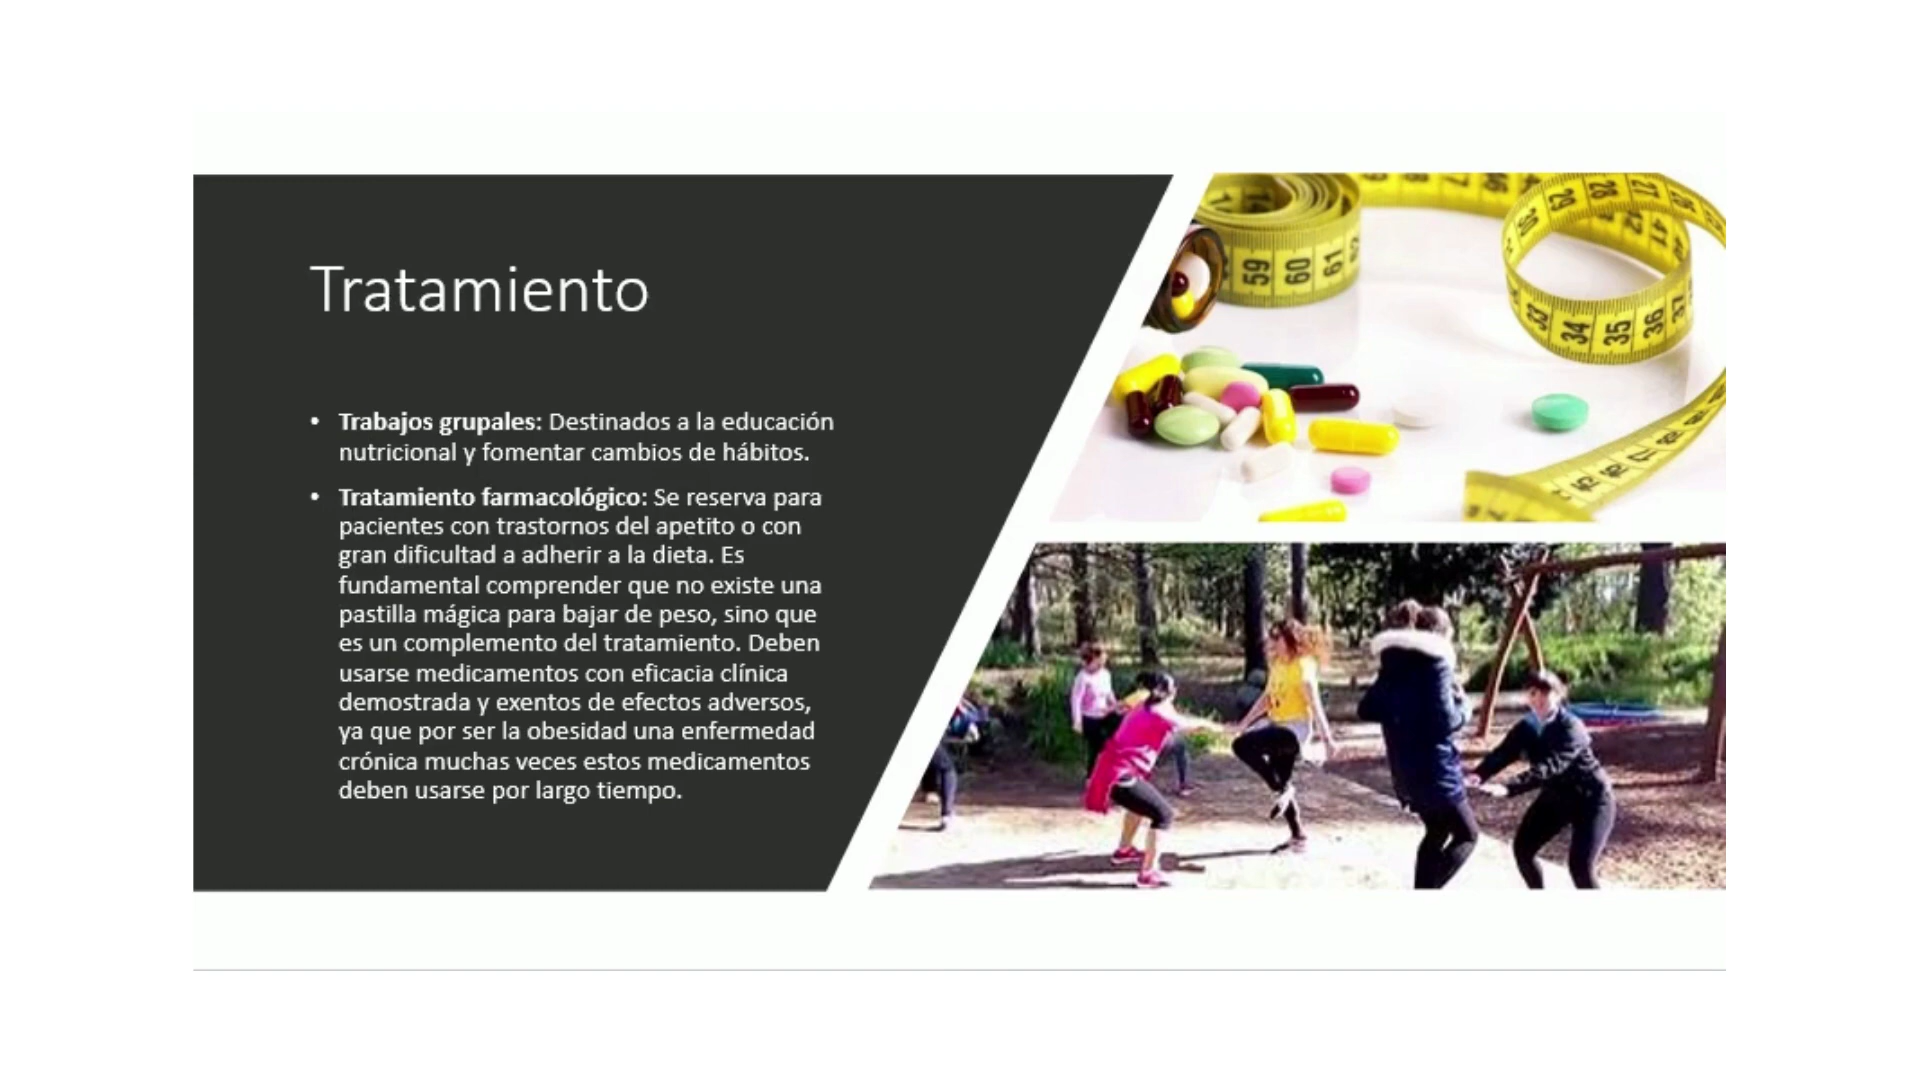 Tratamiento
• Trabajos grupales: Destinados a la educación
nutricional y fomentar cambios de hábitos.
• Tratamiento farmacológico: Se reserva para
pacientes con trastornos del apetito o con
gran dificultad a adherir a la dieta. Es
fundamental comprender que no existe una
pastilla mágica para bajar de peso, sino que
es un complemento del tratamiento. Deben
usarse medicamentos con eficacia clínica
demostrada y exentos de efectos adversos,
ya que por ser la obesidad una enfermedad
crónica muchas veces estos medicamentos
deben usarse por largo tiempo.
59 60 61
33 34 35 36 37